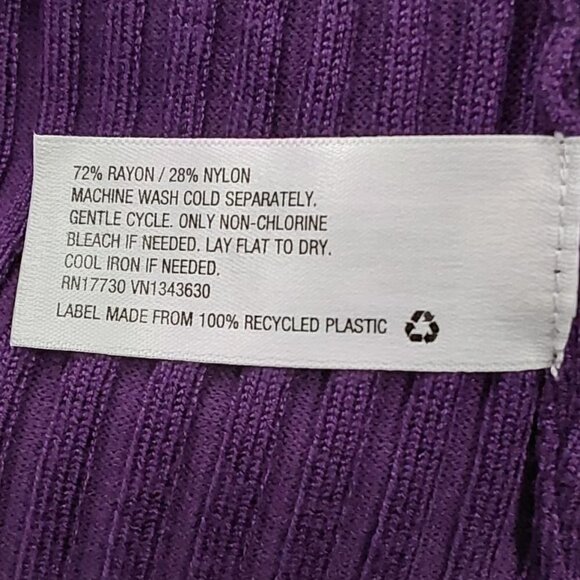 72% RAYON / 28% NYLON
MACHINE WASH COLD SEPARATELY.
GENTLE CYCLE. ONLY NON-CHLORINE
BLEACH IF NEEDED. LAY FLAT TO DRY.
COOL IRON IF NEEDED.
RN17730 VN1343630
LABEL MADE FROM 100% RECYCLED PLASTIC